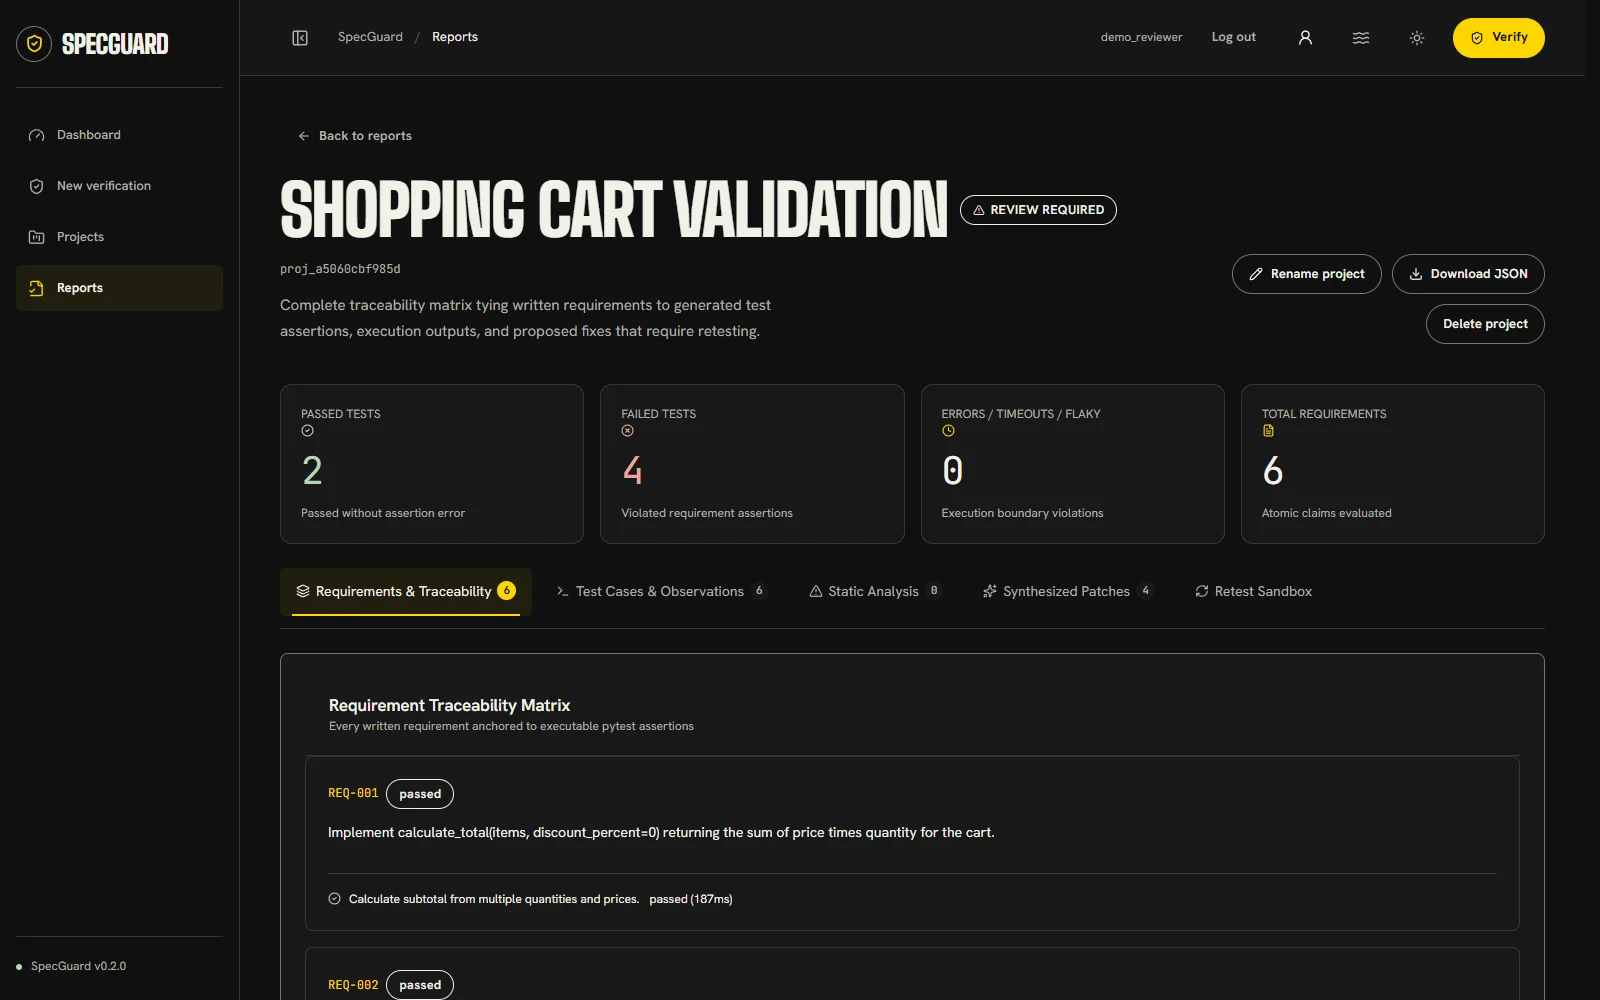 SPECGUARD
SpecGuard / Reports
demo_reviewer
Log out
Verify
Dashboard
New verification
Projects
Reports
SpecGuard v0.2.0
Back to reports
SHOPPING CART VALIDATION
REVIEW REQUIRED
proj_a5060cbf985d
Complete traceability matrix tying written requirements to generated test
assertions, execution outputs, and proposed fixes that require retesting.
Rename project
Download JSON
Delete project
PASSED TESTS
2
Passed without assertion error
FAILED TESTS
4
Violated requirement assertions
ERRORS / TIMEOUTS / FLAKY
0
Execution boundary violations
TOTAL REQUIREMENTS
6
Atomic claims evaluated
Requirements & Traceability 6
Test Cases & Observations 6
Static Analysis 0
Synthesized Patches 4
Retest Sandbox
Requirement Traceability Matrix
Every written requirement anchored to executable pytest assertions
REQ-001 passed
Implement calculate_total(items, discount_percent=0) returning the sum of price times quantity for the cart.
Calculate subtotal from multiple quantities and prices. passed (187ms)
REQ-002 passed